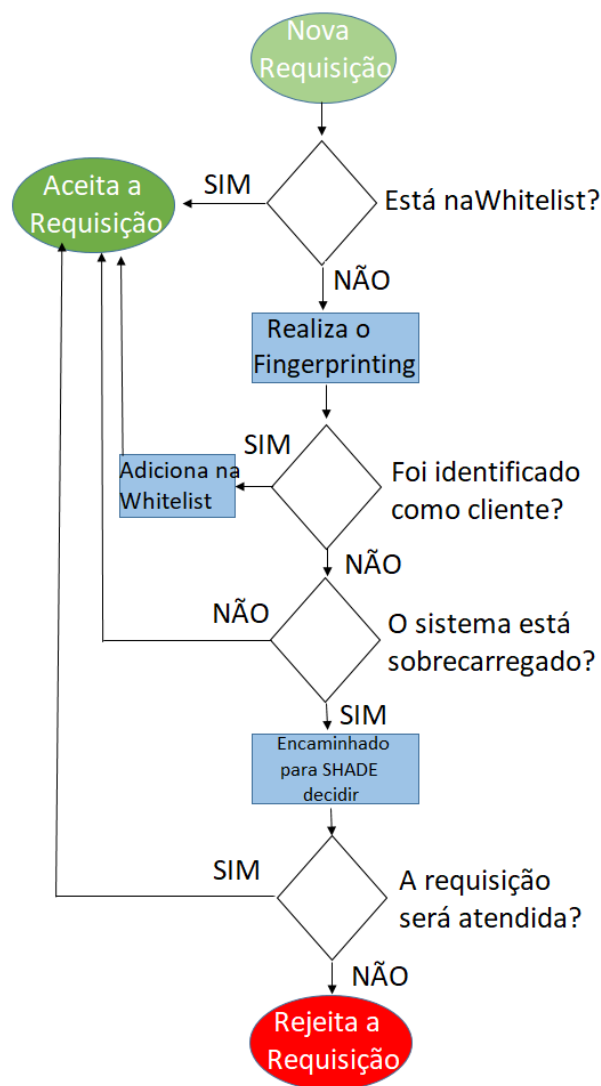 Nova
Requisição
SIM
Aceita a
Requisição
Está naWhitelist?
NÃO
Realiza o
Fingerprinting
SIM
Adiciona na
Whitelist
Foi identificado
como cliente?
NÃO
NÃO
O sistema está
sobrecarregado?
SIM
Encaminhado
para SHADE
decidir
SIM
A requisição
será atendida?
NÃO
Rejeita a
Requisição